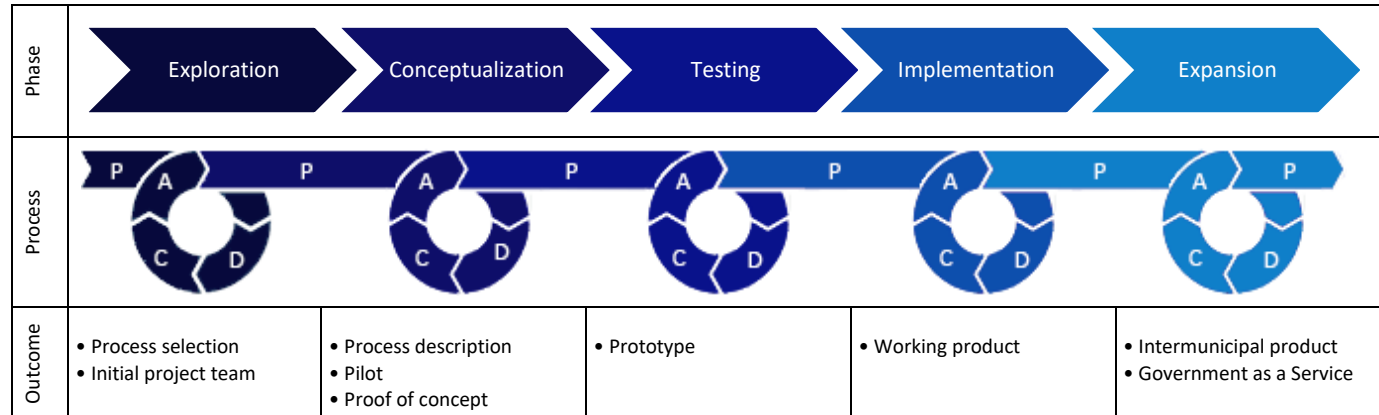 Phase
Exploration
Conceptualization
Testing
Implementation
Expansion
Process
P
A
P
A
P
A
P
A
P
A
P
C
D
C
D
C
D
C
D
C
D
Outcome
• Process selection
• Initial project team
• Process description
• Pilot
• Proof of concept
• Prototype
• Working product
• Intermunicipal product
• Government as a Service